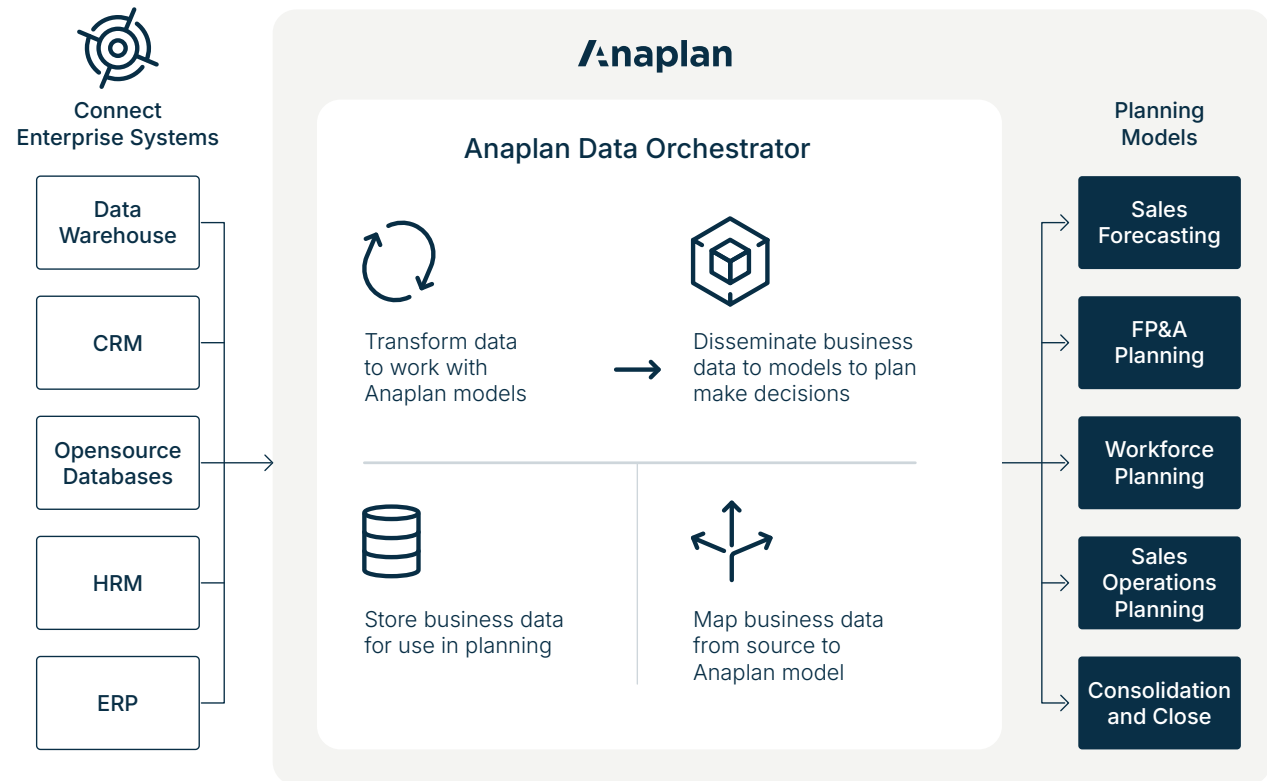 Connect
Enterprise Systems
Data
Warehouse
CRM
Opensource
Databases
HRM
ERP
Anaplan
Anaplan Data Orchestrator
Transform data
to work with
Anaplan models
Disseminate business
data to models to plan
make decisions
Store business data
for use in planning
Map business data
from source to
Anaplan model
Planning
Models
Sales
Forecasting
FP&A
Planning
Workforce
Planning
Sales
Operations
Planning
Consolidation
and Close